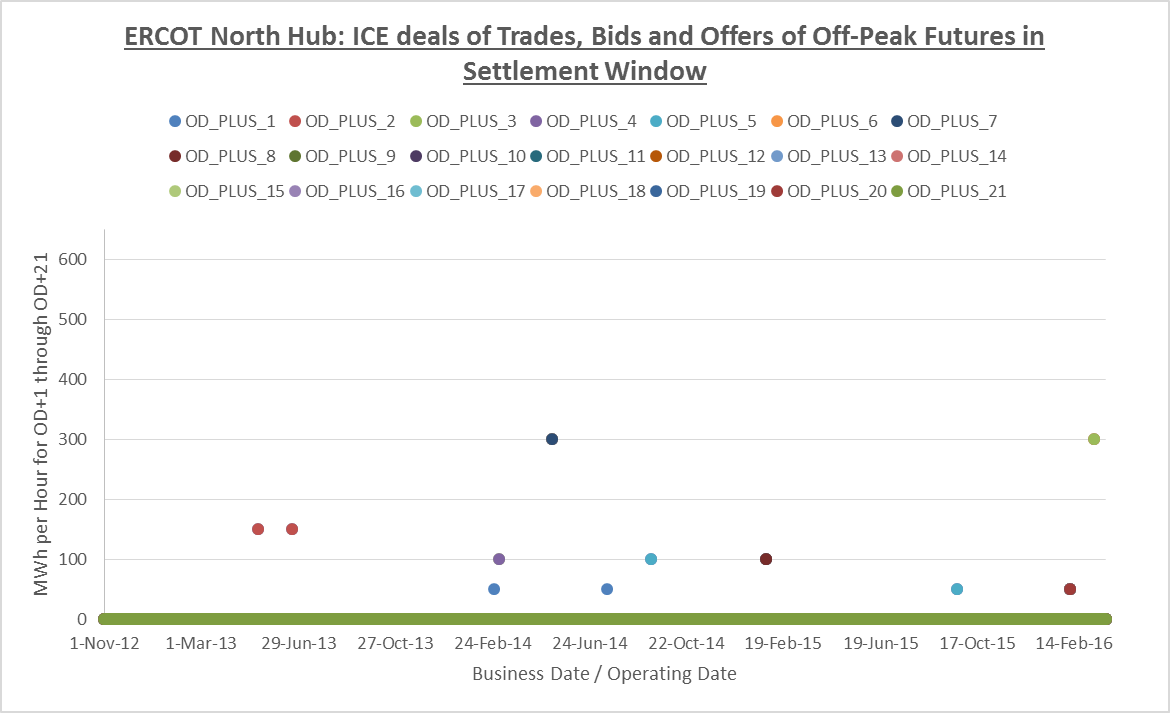 ERCOT North Hub: ICE deals of Trades, Bids and Offers of Off-Peak Futures in
Settlement Window
OD_PLUS_1 OD_PLUS_2 OD_PLUS_3 OD_PLUS_4 OD_PLUS_5 OD_PLUS_6 OD_PLUS_7
OD_PLUS_8 OD_PLUS_9 OD_PLUS_10 OD_PLUS_11 OD_PLUS_12 OD_PLUS_13 OD_PLUS_14
OD_PLUS_15 OD_PLUS_16 OD_PLUS_17 OD_PLUS_18 OD_PLUS_19 OD_PLUS_20 OD_PLUS_21
MWh per Hour for OD+1 through OD+21
600
500
400
300
200
100
0
1-Nov-12 1-Mar-13 29-Jun-13 27-Oct-13 24-Feb-14 24-Jun-14 22-Oct-14 19-Feb-15 19-Jun-15 17-Oct-15 14-Feb-16
Business Date / Operating Date